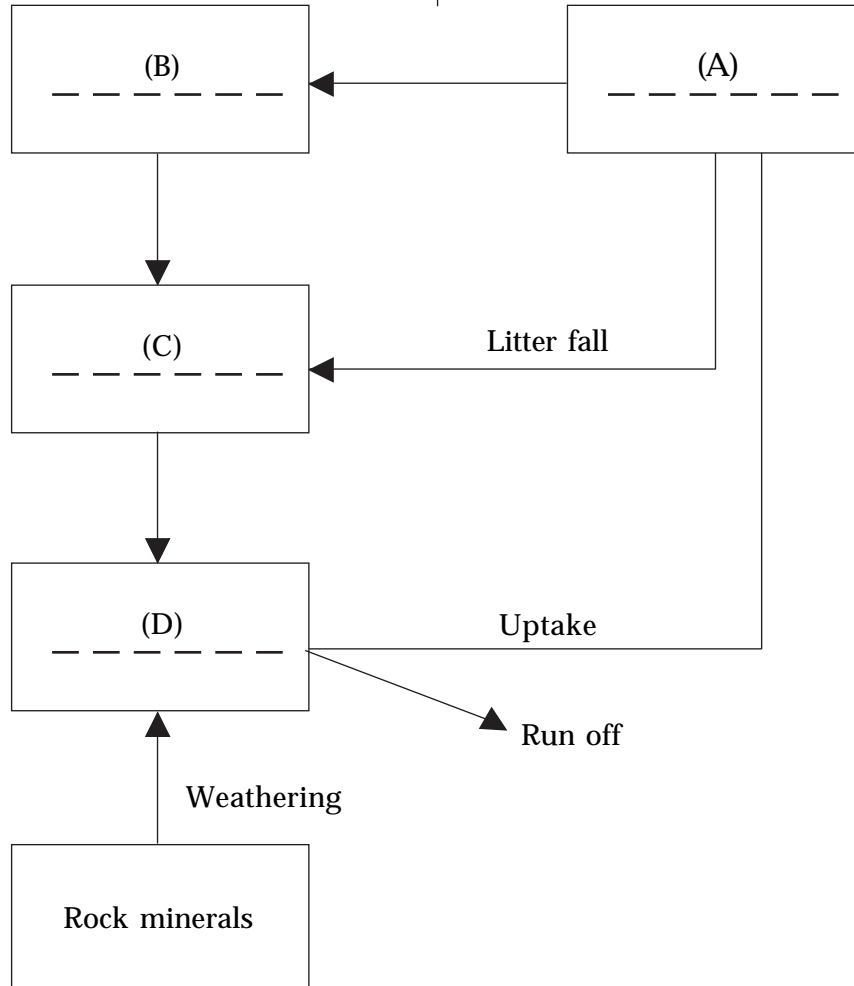 (B)
(A)
(C)
Litter fall
(D)
Uptake
Run off
Weathering
Rock minerals